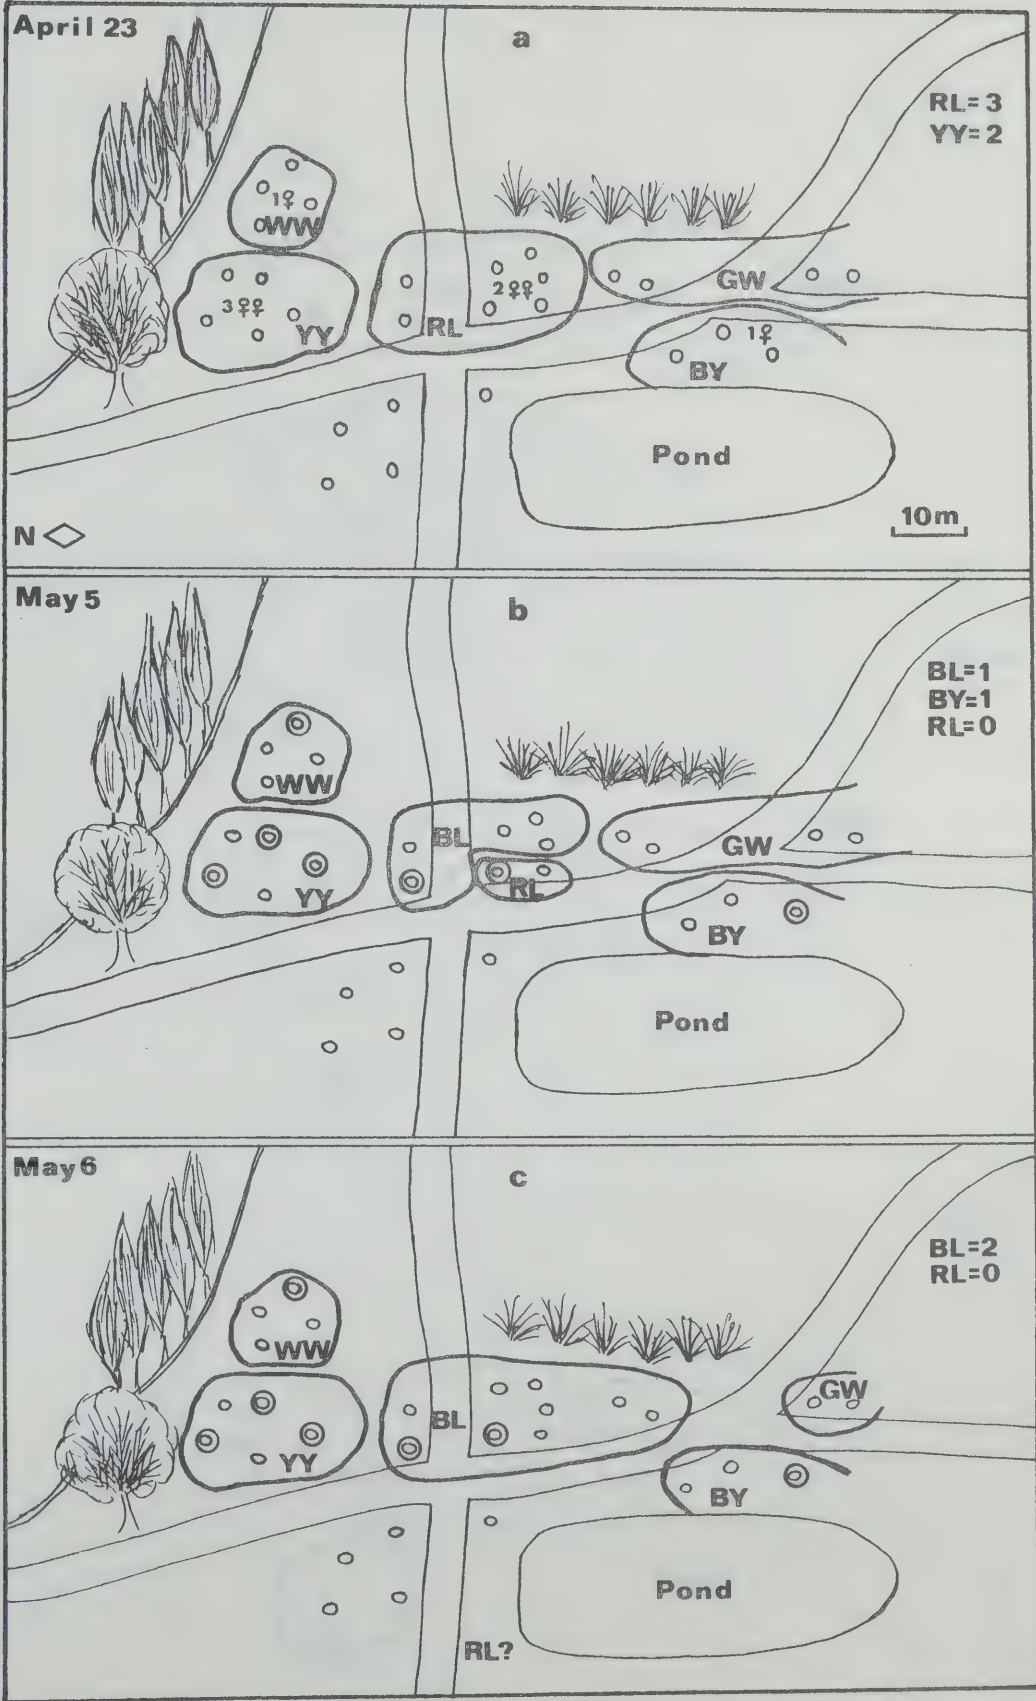 April 23
a
RL=3
YY=2
1♀
WW
3♀♀
YY
2♀♀
RL
GW
1♀
BY
Pond
N
10m
May 5
b
BL=1
BY=1
RL=0
WW
YY
BL
RL
GW
BY
Pond
May 6
c
BL=2
RL=0
WW
YY
BL
GW
BY
Pond
RL?